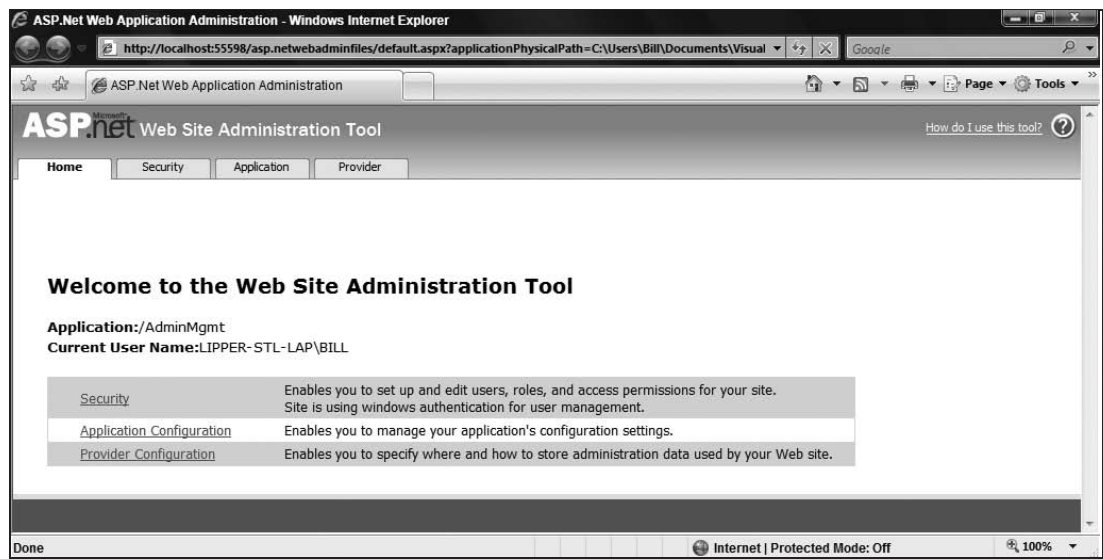 ASP.Net Web Application Administration - Windows Internet Explorer
http://localhost:55598/asp.netwebadminfiles/default.aspx?applicationPhysicalPath=C:\Users\Bill\Documents\Visual
Google
ASP.Net Web Application Administration
Page
Tools
Microsoft
ASP.net Web Site Administration Tool
How do I use this tool? ?
Home Security Application Provider
Welcome to the Web Site Administration Tool
Application:/AdminMgmt
Current User Name:LIPPER-STL-LAP\BILL
Security Enables you to set up and edit users, roles, and access permissions for your site.
Site is using windows authentication for user management.
Application Configuration Enables you to manage your application's configuration settings.
Provider Configuration Enables you to specify where and how to store administration data used by your Web site.
Done Internet | Protected Mode: Off 100%